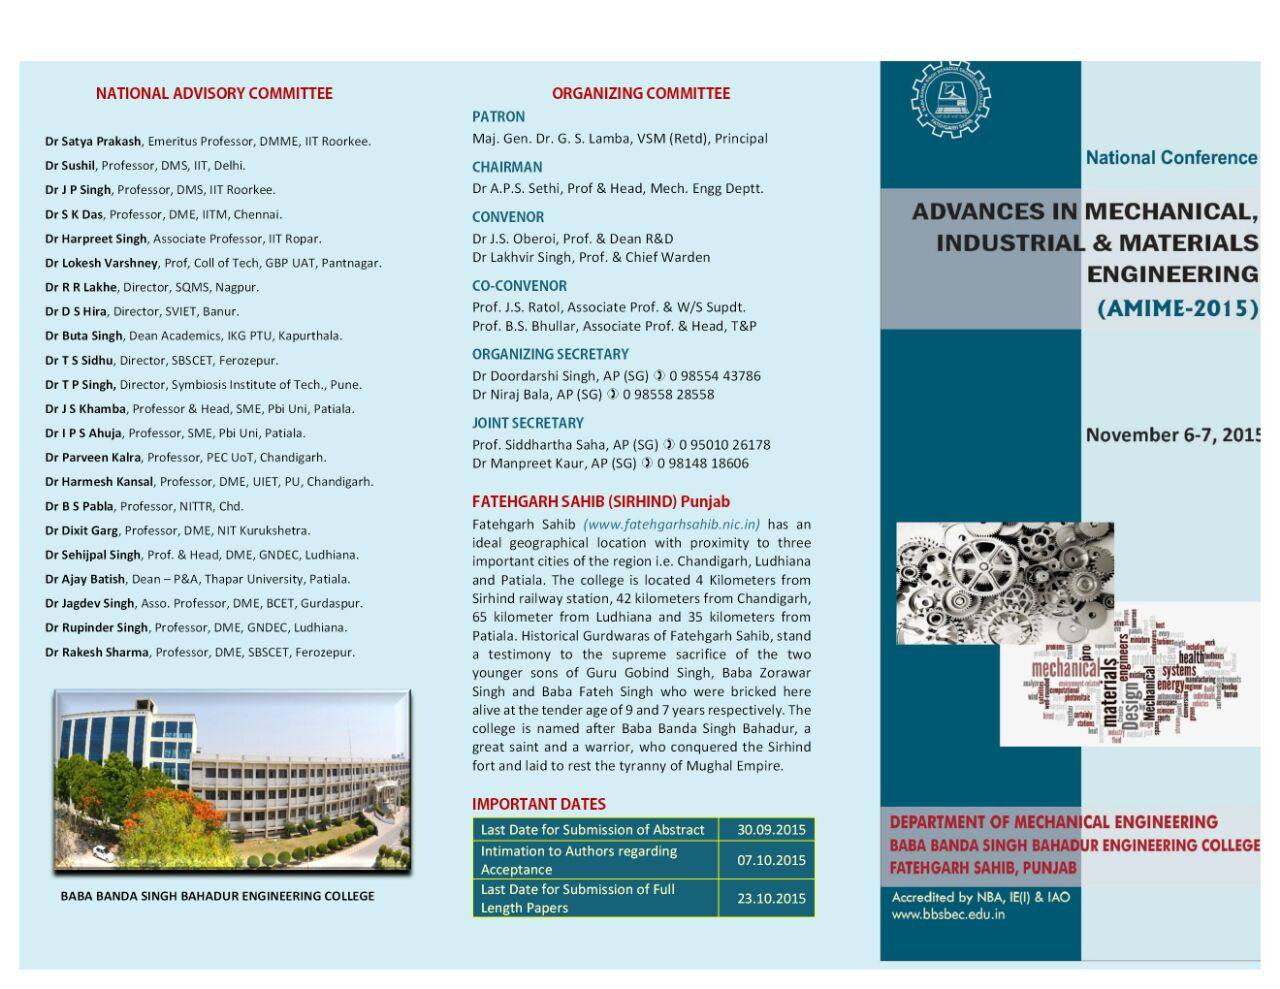 NATIONAL ADVISORY COMMITTEE
Dr Satya Prakash, Emeritus Professor, DMME, IIT Roorkee.
Dr Sushil, Professor, DMS, IIT, Delhi.
Dr J P Singh, Professor, DMS, IIT Roorkee.
Dr S K Das, Professor, DME, IITM, Chennai.
Dr Harpreet Singh, Associate Professor, IIT Ropar.
Dr Lokesh Varshney, Prof, Coll of Tech, GBP UAT, Pantnagar.
Dr R R Lakhe, Director, SQMS, Nagpur.
Dr D S Hira, Director, SVIET, Banur.
Dr Buta Singh, Dean Academics, IKG PTU, Kapurthala.
Dr T S Sidhu, Director, SBSCET, Ferozepur.
Dr T P Singh, Director, Symbiosis Institute of Tech., Pune.
Dr J S Khamba, Professor & Head, SME, Pbi Uni, Patiala.
Dr I P S Ahuja, Professor, SME, Pbi Uni, Patiala.
Dr Parveen Kalra, Professor, PEC UoT, Chandigarh.
Dr Harmesh Kansal, Professor, DME, UIET, PU, Chandigarh.
Dr B S Pabla, Professor, NITTR, Chd.
Dr Dixit Garg, Professor, DME, NIT Kurukshetra.
Dr Sehijpal Singh, Prof. & Head, DME, GNDEC, Ludhiana.
Dr Ajay Batish, Dean – P&A, Thapar University, Patiala.
Dr Jagdev Singh, Asso. Professor, DME, BCET, Gurdaspur.
Dr Rupinder Singh, Professor, DME, GNDEC, Ludhiana.
Dr Rakesh Sharma, Professor, DME, SBSCET, Ferozepur.
BABA BANDA SINGH BAHADUR ENGINEERING COLLEGE
ORGANIZING COMMITTEE
PATRON
Maj. Gen. Dr. G. S. Lamba, VSM (Retd), Principal
CHAIRMAN
Dr A.P.S. Sethi, Prof & Head, Mech. Engg Deptt.
CONVENOR
Dr J.S. Oberoi, Prof. & Dean R&D
Dr Lakhvir Singh, Prof. & Chief Warden
CO-CONVENOR
Prof. J.S. Ratol, Associate Prof. & W/S Supdt.
Prof. B.S. Bhullar, Associate Prof. & Head, T&P
ORGANIZING SECRETARY
Dr Doordarshi Singh, AP (SG) 0 98554 43786
Dr Niraj Bala, AP (SG) 0 98558 28558
JOINT SECRETARY
Prof. Siddhartha Saha, AP (SG) 0 95010 26178
Dr Manpreet Kaur, AP (SG) 0 98148 18606
FATEHGARH SAHIB (SIRHIND) Punjab
Fatehgarh Sahib (www.fatehgarhsahib.nic.in) has an
ideal geographical location with proximity to three
important cities of the region i.e. Chandigarh, Ludhiana
and Patiala. The college is located 4 Kilometers from
Sirhind railway station, 42 kilometers from Chandigarh,
65 kilometer from Ludhiana and 35 kilometers from
Patiala. Historical Gurdwaras of Fatehgarh Sahib, stand
a testimony to the supreme sacrifice of the two
younger sons of Guru Gobind Singh, Baba Zorawar
Singh and Baba Fateh Singh who were bricked here
alive at the tender age of 9 and 7 years respectively. The
college is named after Baba Banda Singh Bahadur, a
great saint and a warrior, who conquered the Sirhind
fort and laid to rest the tyranny of Mughal Empire.
IMPORTANT DATES
Last Date for Submission of Abstract 30.09.2015
Intimation to Authors regarding
Acceptance 07.10.2015
Last Date for Submission of Full
Length Papers 23.10.2015
National Conference
ADVANCES IN MECHANICAL,
INDUSTRIAL & MATERIALS
ENGINEERING
(AMIME-2015)
November 6-7, 2015
mechanical
materials
engineers
Design
Mechanical
health
systems
energy
DEPARTMENT OF MECHANICAL ENGINEERING
BABA BANDA SINGH BAHADUR ENGINEERING COLLEGE
FATEHGARH SAHIB, PUNJAB
Accredited by NBA, IE(I) & IAO
www.bbsbec.edu.in